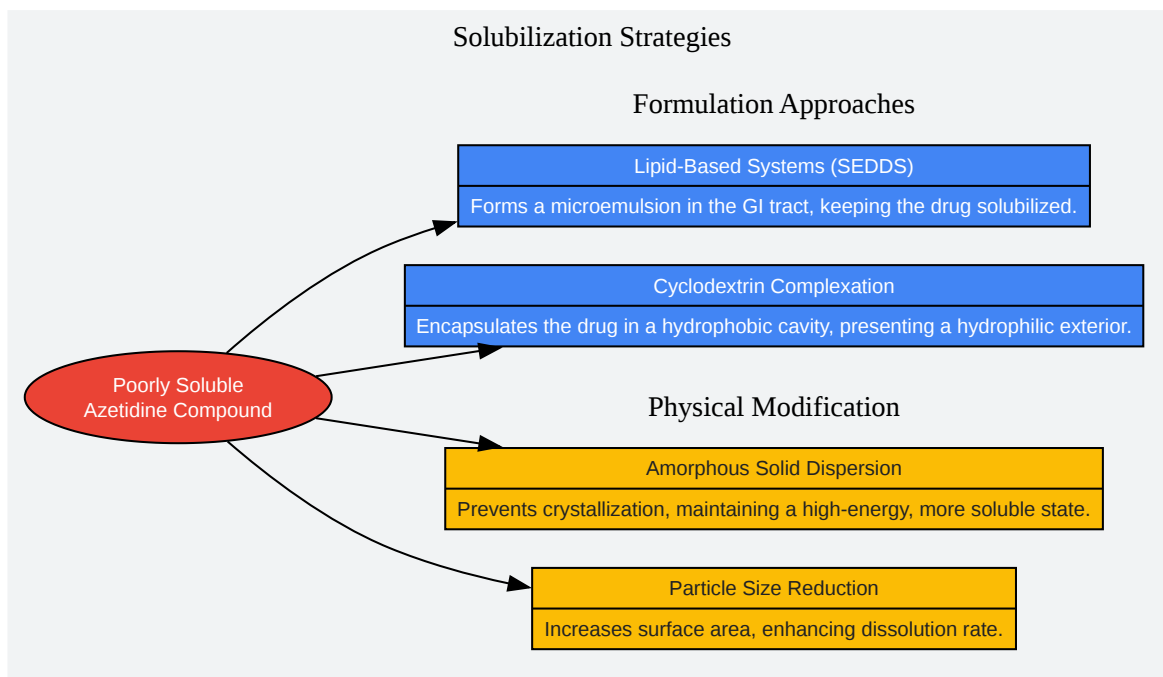 Solubilization Strategies
Formulation Approaches
Lipid-Based Systems (SEDDS)
Forms a microemulsion in the GI tract, keeping the drug solubilized.
Cyclodextrin Complexation
Encapsulates the drug in a hydrophobic cavity, presenting a hydrophilic exterior.
Poorly Soluble
Azetidine Compound
Physical Modification
Amorphous Solid Dispersion
Prevents crystallization, maintaining a high-energy, more soluble state.
Particle Size Reduction
Increases surface area, enhancing dissolution rate.